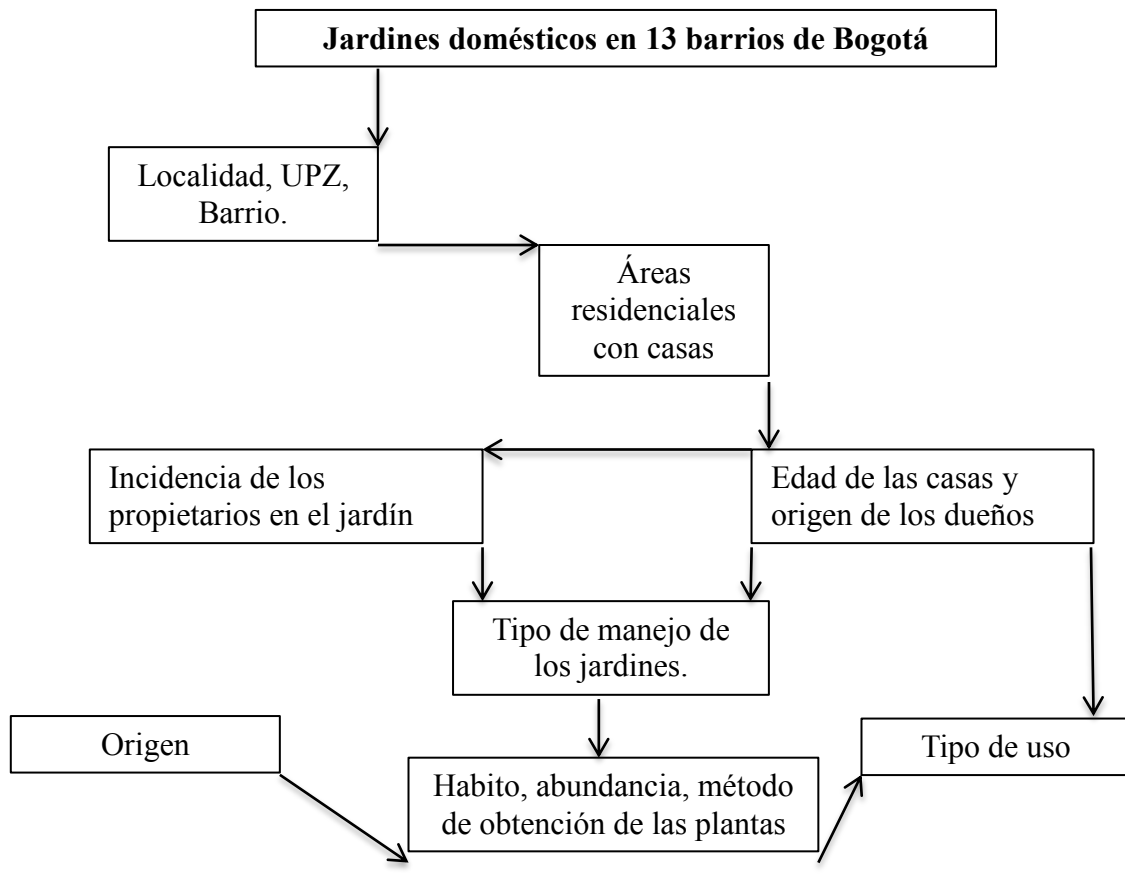 Jardines domésticos en 13 barrios de Bogotá
Localidad, UPZ,
Barrio.
Áreas
residenciales
con casas
Incidencia de los
propietarios en el jardín
Edad de las casas y
origen de los dueños
Tipo de manejo de
los jardines.
Origen
Tipo de uso
Habito, abundancia, método
de obtención de las plantas